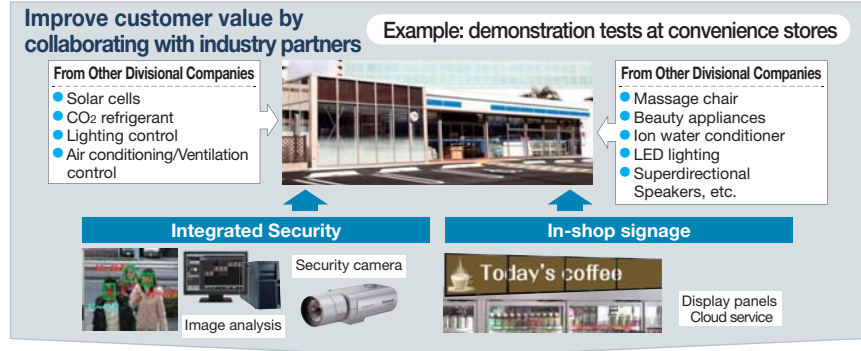 Improve customer value by
collaborating with industry partners
Example: demonstration tests at convenience stores
From Other Divisional Companies
Solar cells
CO2 refrigerant
Lighting control
Air conditioning/Ventilation
control
From Other Divisional Companies
Massage chair
Beauty appliances
Ion water conditioner
LED lighting
Superdirectional
Speakers, etc.
Integrated Security
In-shop signage
Image analysis
Security camera
Today's coffee
Display panels
Cloud service